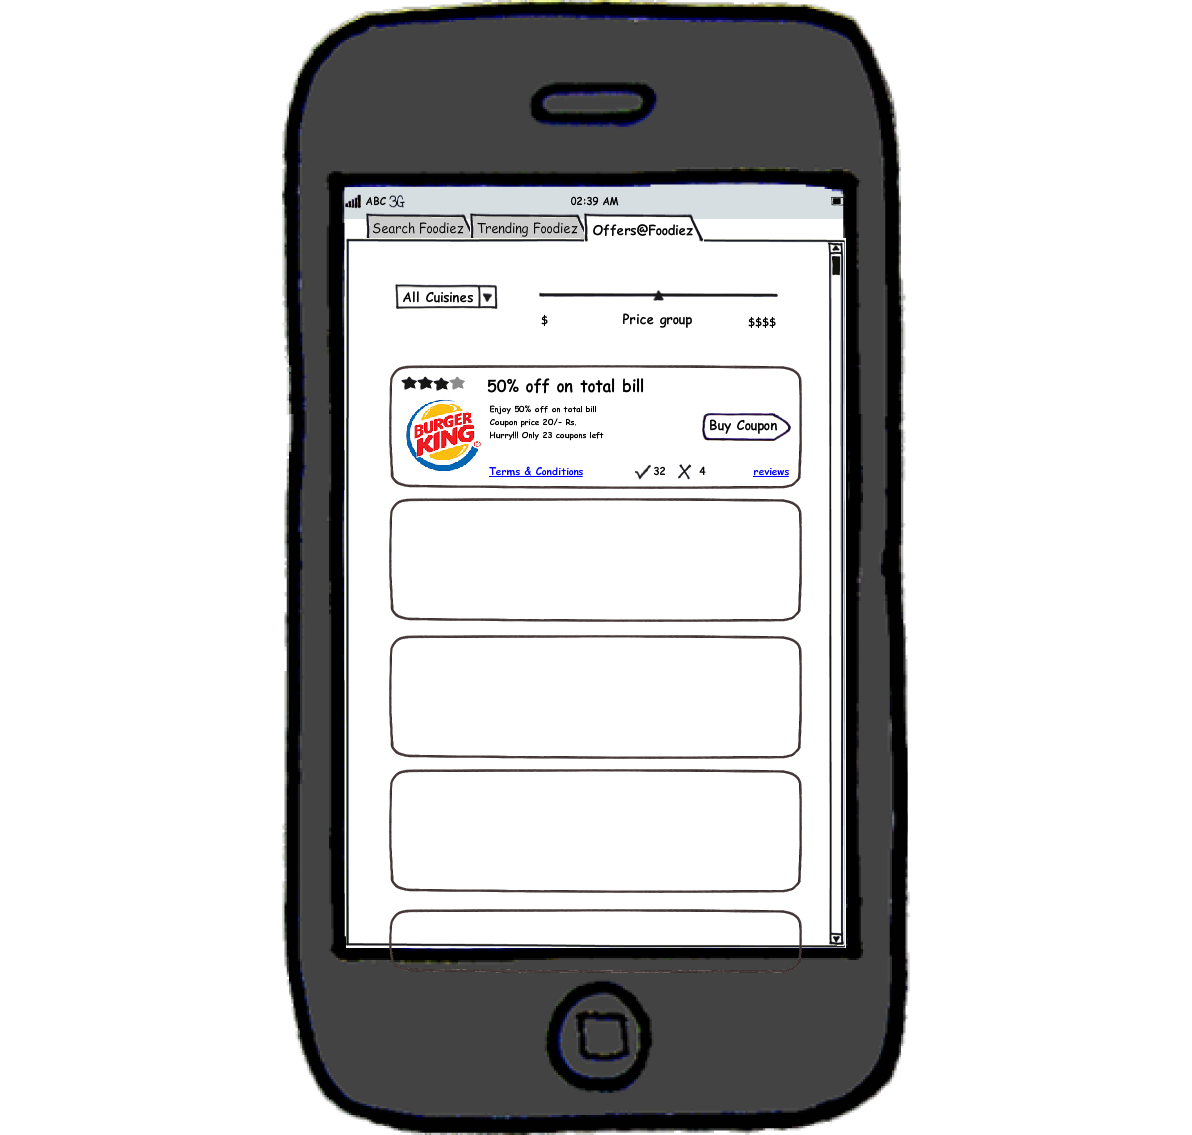 ABC 3G 02:39 AM
Search Foodiez Trending Foodiez Offers@Foodiez
All Cuisines
$ Price group $$$$
50% off on total bill
BURGER
KING®
Enjoy 50% off on total bill
Coupon price 20/- Rs.
Hurry!!! Only 23 coupons left
Buy Coupon
Terms & Conditions 32 4 reviews